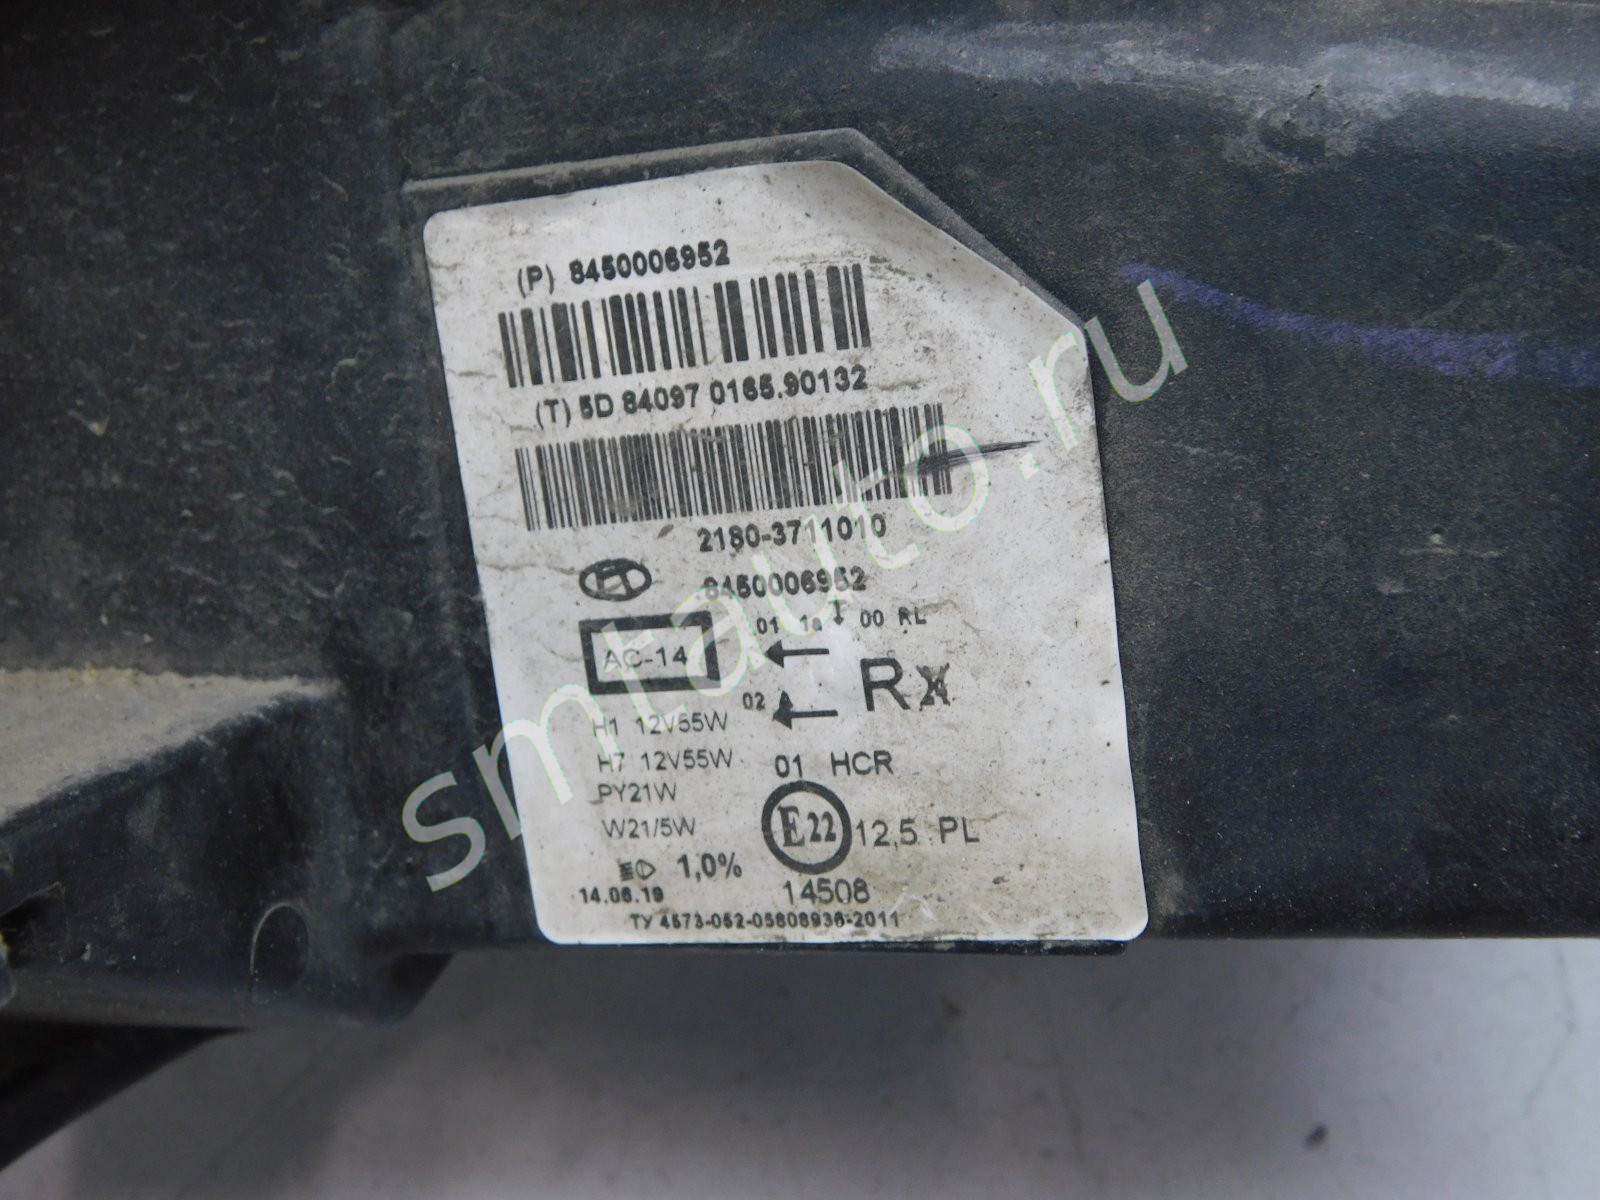 (P) 8450006952
(T) 5D 84097 0165.90132
2180-3711010
8450006952
01 1a 00 RL
AC-14
RX
02
H1 12V55W
H7 12V55W
01 HCR
PY21W
E22
12,5 PL
W21/5W
1,0%
14.06.19
14508
ТУ 4573-052-05808936-2011
smtauto.ru